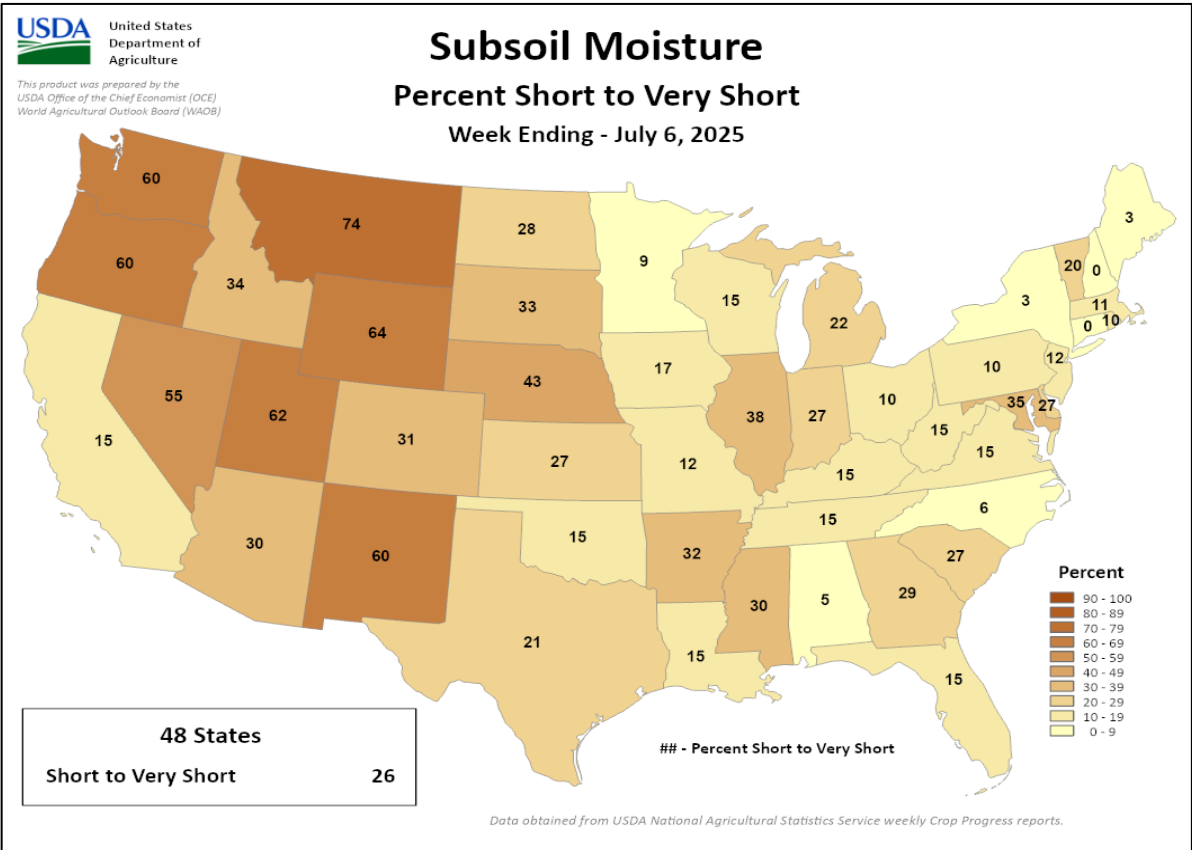 USDA
United States
Department of
Agriculture
This product was prepared by the
USDA Office of the Chief Economist (OCE)
World Agricultural Outlook Board (WAOB)
Subsoil Moisture
Percent Short to Very Short
Week Ending - July 6, 2025
60
74
28
9
3
60
34
33
15
22
3
20
0
11
0
10
64
43
17
10
12
55
62
31
27
12
38
27
10
15
35
27
15
15
15
30
60
15
32
15
6
27
21
15
30
5
29
15
Percent
90 - 100
80 - 89
70 - 79
60 - 69
50 - 59
40 - 49
30 - 39
20 - 29
10 - 19
0 - 9
48 States
Short to Very Short 26
## - Percent Short to Very Short
Data obtained from USDA National Agricultural Statistics Service weekly Crop Progress reports.